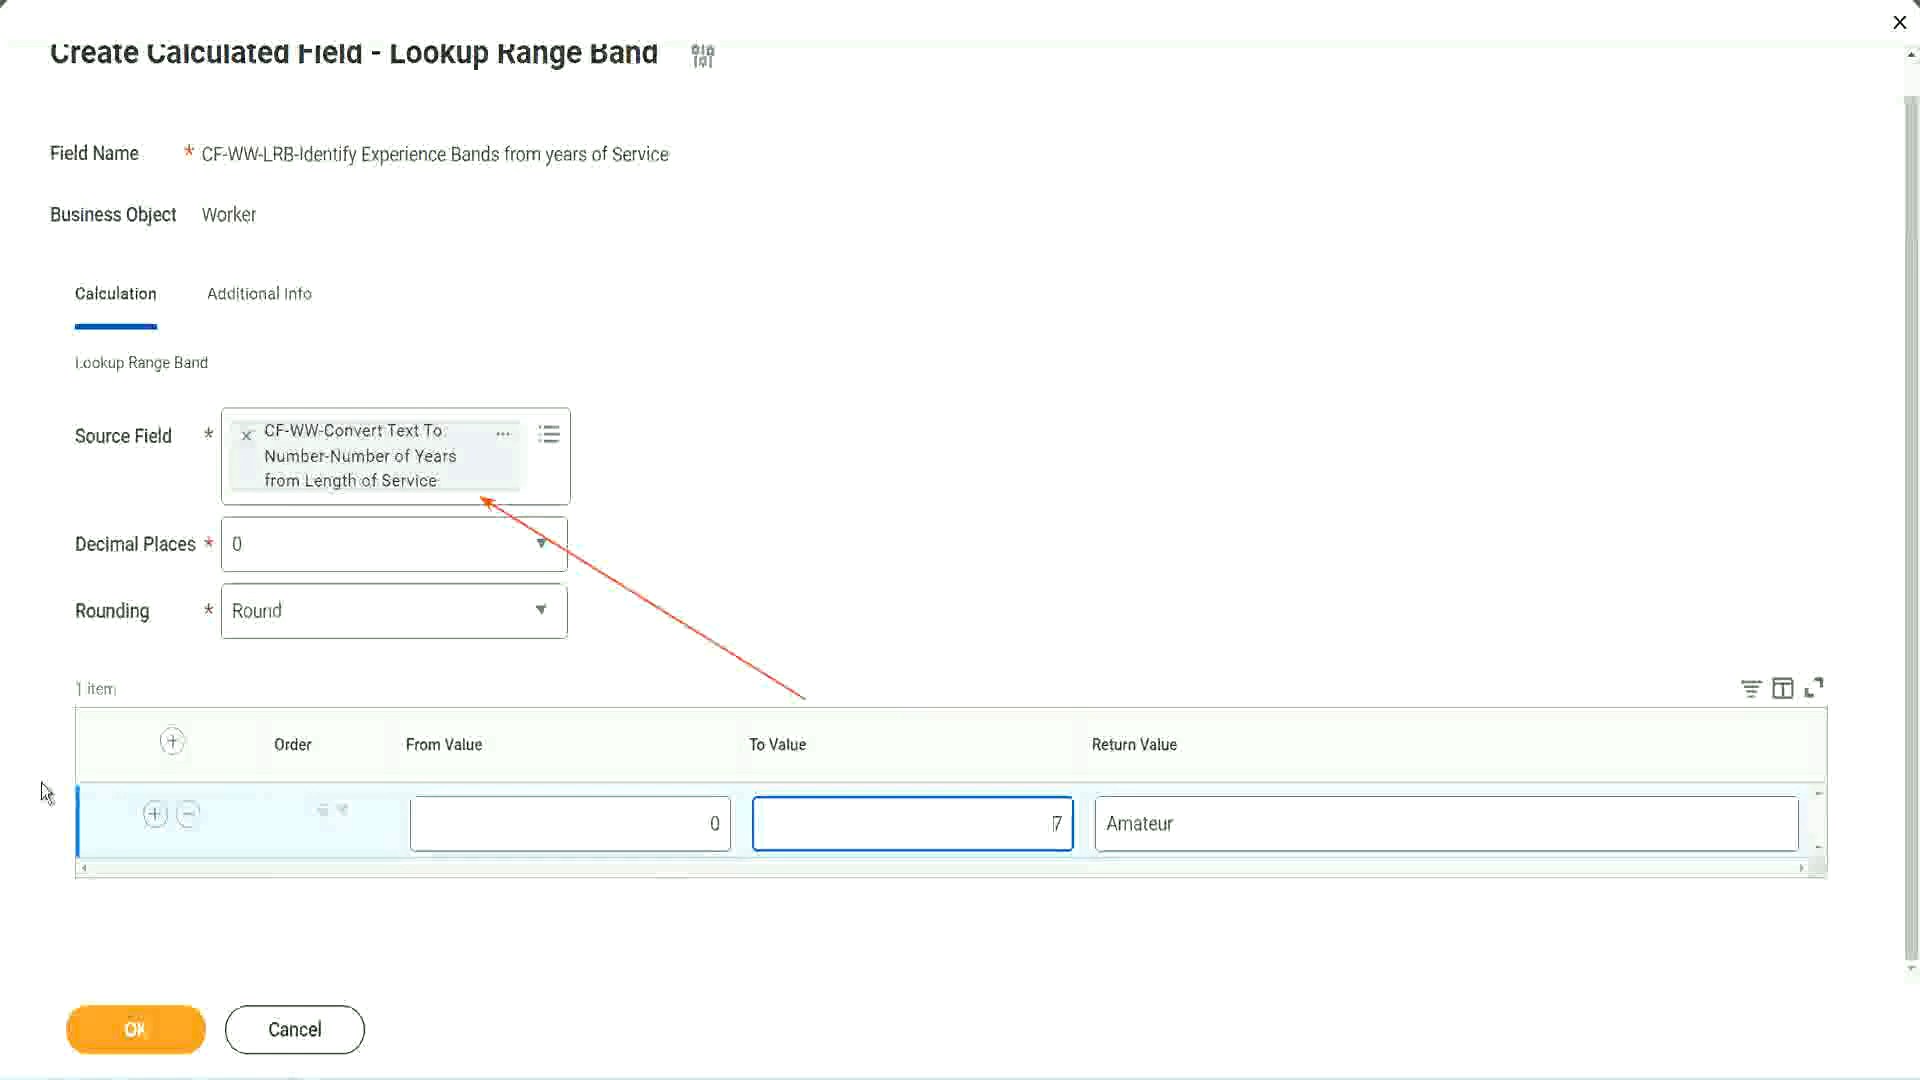 Create Calculated Field - Lookup Range Band
Field Name * CF-WW-LRB-Identify Experience Bands from years of Service
Business Object Worker
Calculation Additional Info
Lookup Range Band
Source Field * CF-WW-Convert Text To
Number-Number of Years
from Length of Service
Decimal Places * 0
Rounding * Round
1 item
Order From Value To Value Return Value
0 7 Amateur
OK Cancel